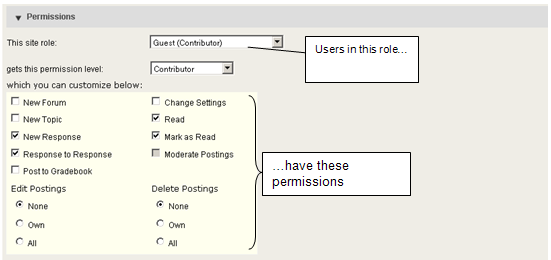 Permissions
This site role: Guest (Contributor)
Users in this role…
gets this permission level: Contributor
which you can customize below:
New Forum Change Settings
New Topic Read
New Response Mark as Read
Response to Response Moderate Postings
…have these
permissions
Post to Gradebook
Edit Postings Delete Postings
None None
Own Own
All All